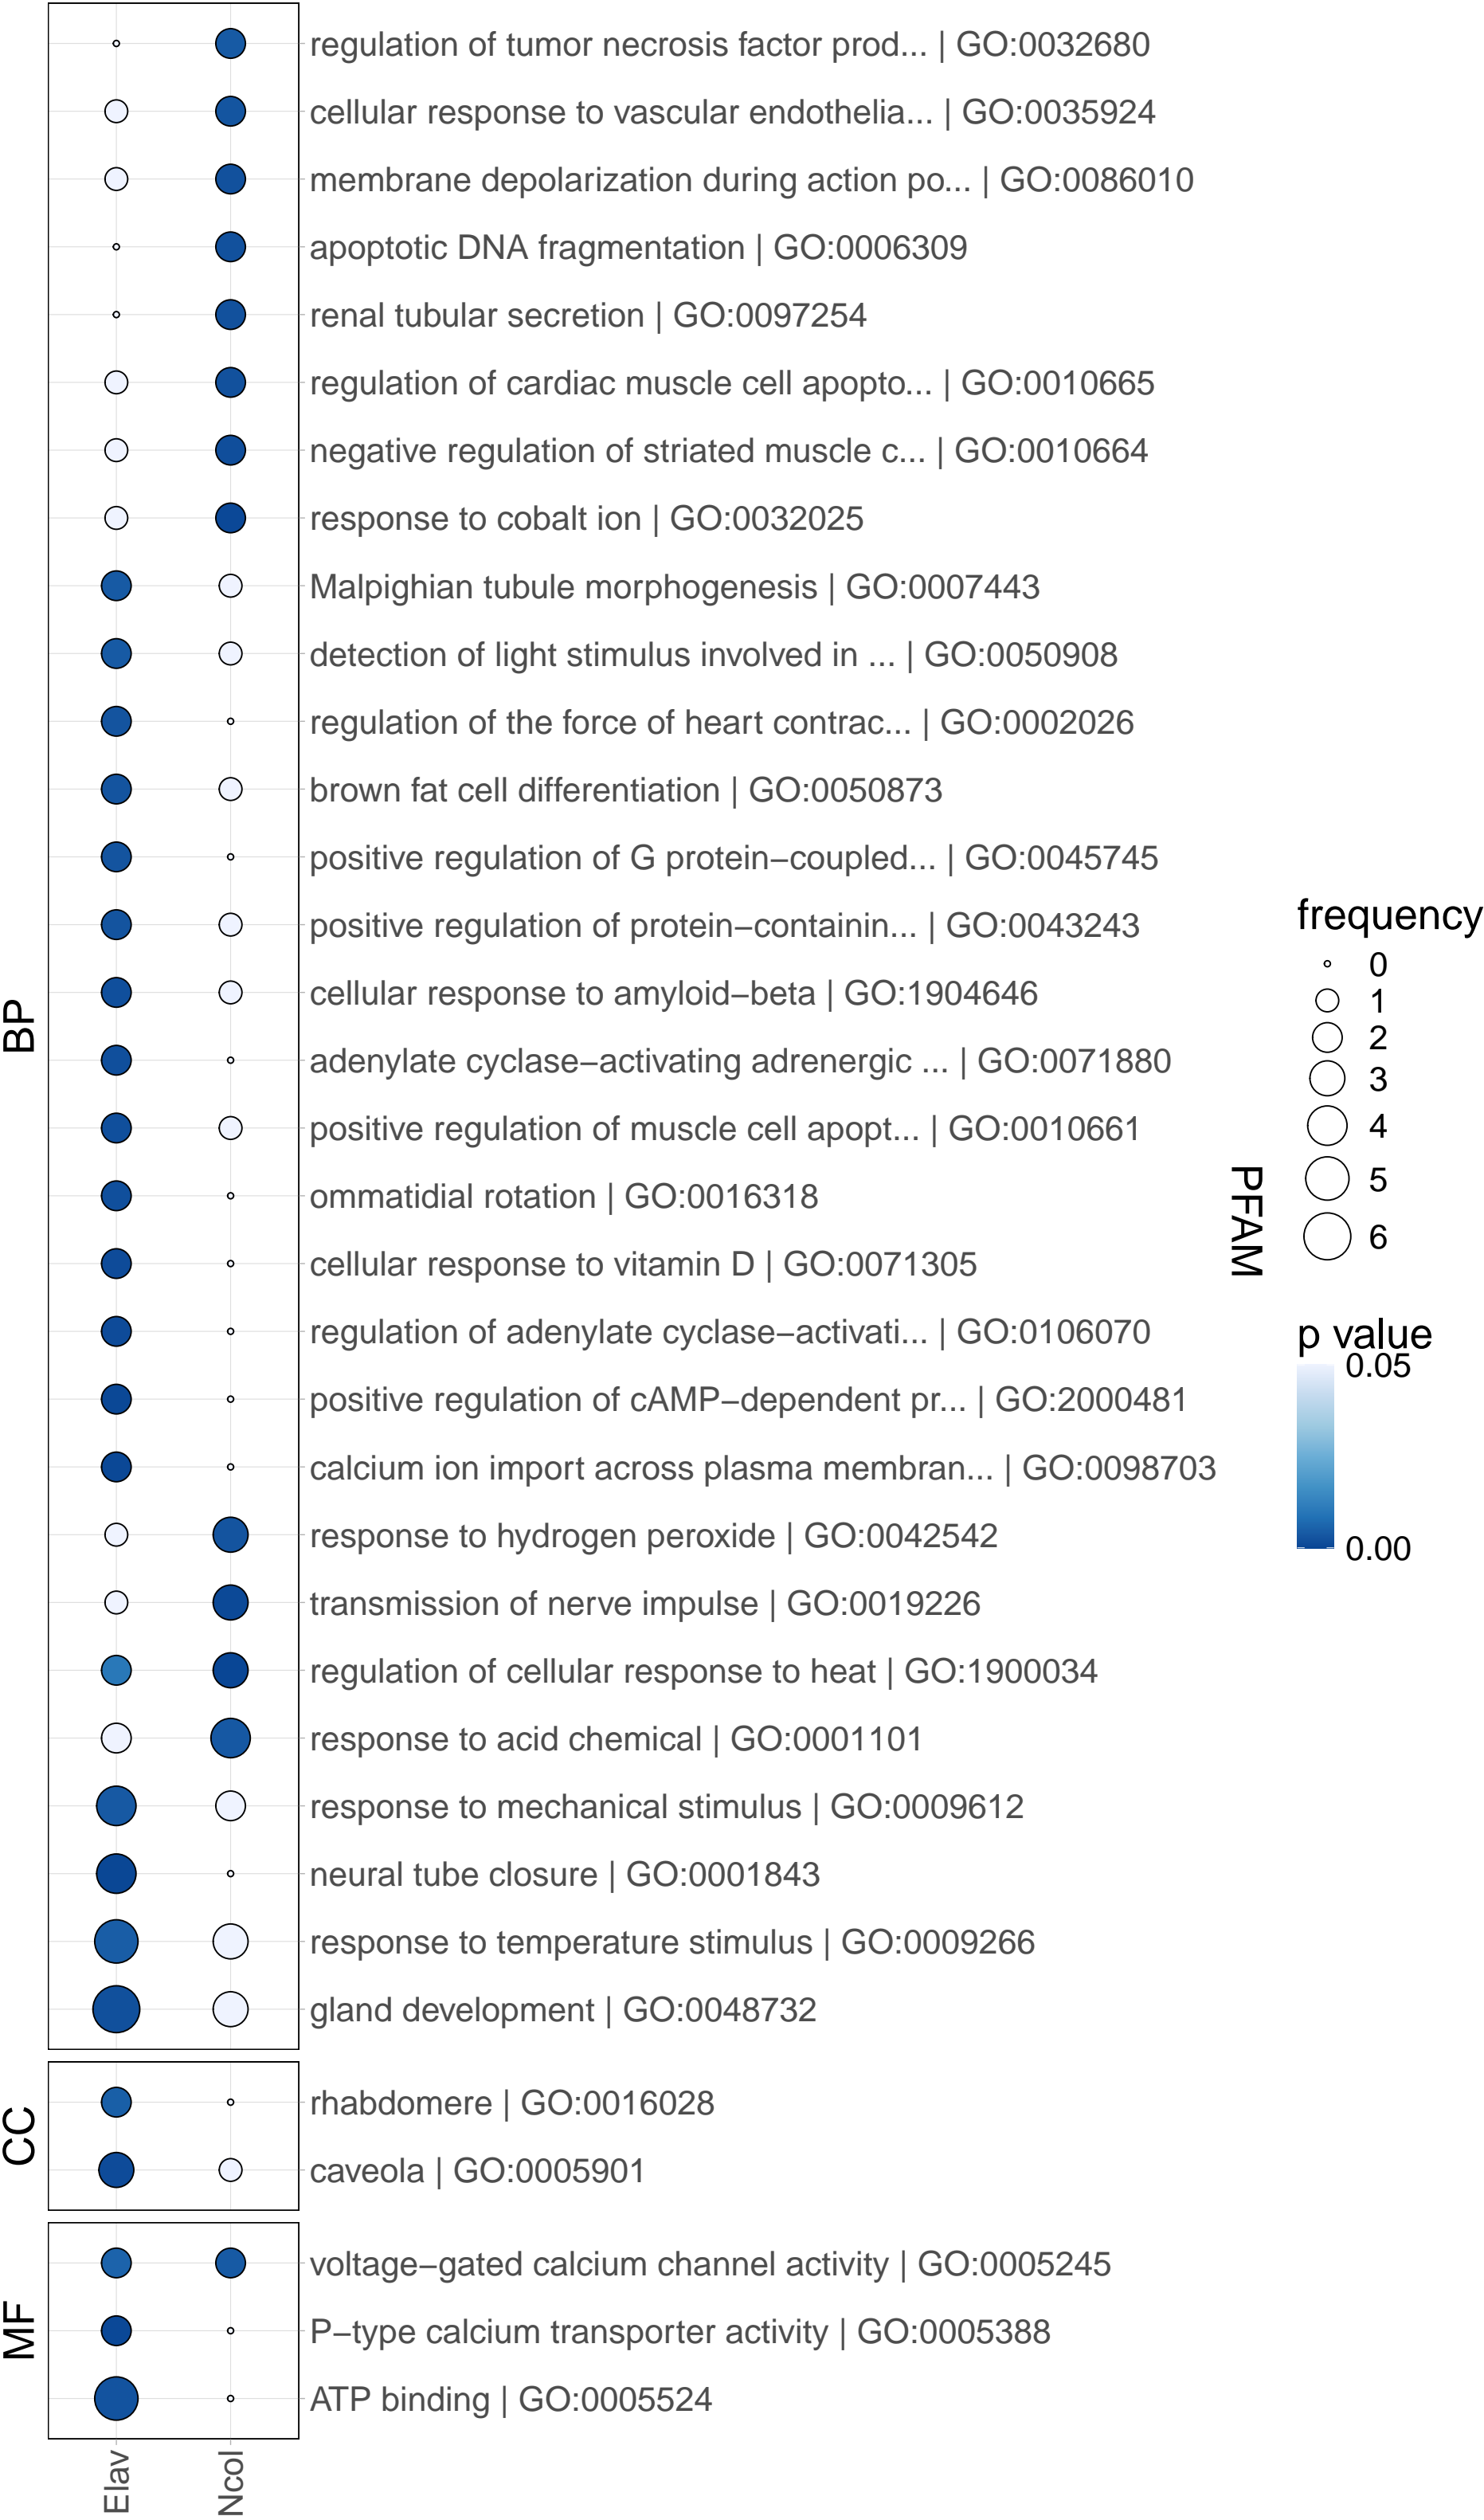 regulation of tumor necrosis factor prod... | GO:0032680
cellular response to vascular endothelia... | GO:0035924
membrane depolarization during action po... | GO:0086010
apoptotic DNA fragmentation | GO:0006309
renal tubular secretion | GO:0097254
regulation of cardiac muscle cell apopto... | GO:0010665
negative regulation of striated muscle c... | GO:0010664
response to cobalt ion | GO:0032025
Malpighian tubule morphogenesis | GO:0007443
detection of light stimulus involved in ... | GO:0050908
regulation of the force of heart contrac... | GO:0002026
brown fat cell differentiation | GO:0050873
positive regulation of G protein−coupled... | GO:0045745
positive regulation of protein−containin... | GO:0043243
cellular response to amyloid−beta | GO:1904646
adenylate cyclase−activating adrenergic ... | GO:0071880
positive regulation of muscle cell apopt... | GO:0010661
ommatidial rotation | GO:0016318
cellular response to vitamin D | GO:0071305
regulation of adenylate cyclase−activati... | GO:0106070
positive regulation of cAMP−dependent pr... | GO:2000481
calcium ion import across plasma membran... | GO:0098703
response to hydrogen peroxide | GO:0042542
transmission of nerve impulse | GO:0019226
regulation of cellular response to heat | GO:1900034
response to acid chemical | GO:0001101
response to mechanical stimulus | GO:0009612
neural tube closure | GO:0001843
response to temperature stimulus | GO:0009266
gland development | GO:0048732
BP
rhabdomere | GO:0016028
caveola | GO:0005901
CC
voltage−gated calcium channel activity | GO:0005245
P−type calcium transporter activity | GO:0005388
ATP binding | GO:0005524
MF
Elav
Ncol
PFAM
frequency
0
1
2
3
4
5
6
p value
0.05
0.00